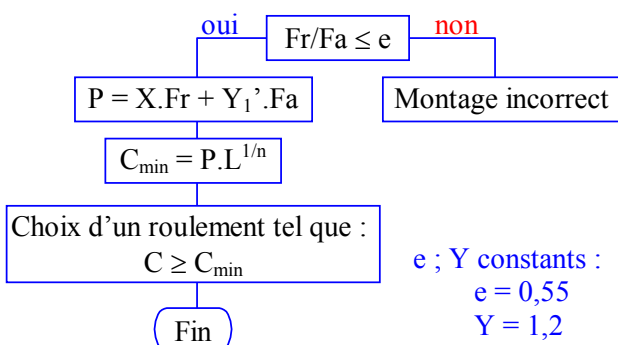 oui
Fr/Fa ≤ e
non
P = X.Fr + Y₁’.Fa
Montage incorrect
Cₘᵢₙ = P.L¹/ⁿ
Choix d’un roulement tel que :
C ≥ Cₘᵢₙ
e ; Y constants :
e = 0,55
Y = 1,2
Fin